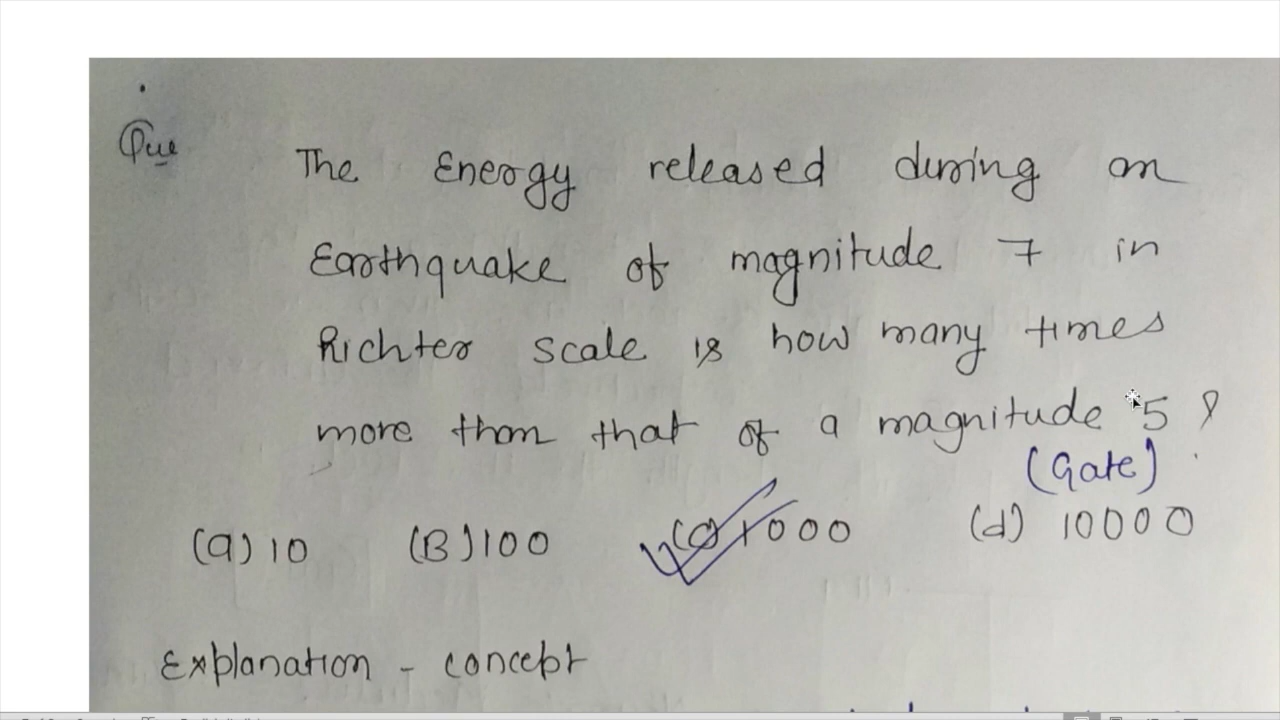 Que
The Energy released during an
Earthquake of magnitude 7 in
Richter scale is how many times
more than that of a magnitude 5 ?
(Gate)
(a) 10 (B) 100 (c) 1000 (d) 10000
Explanation - concept